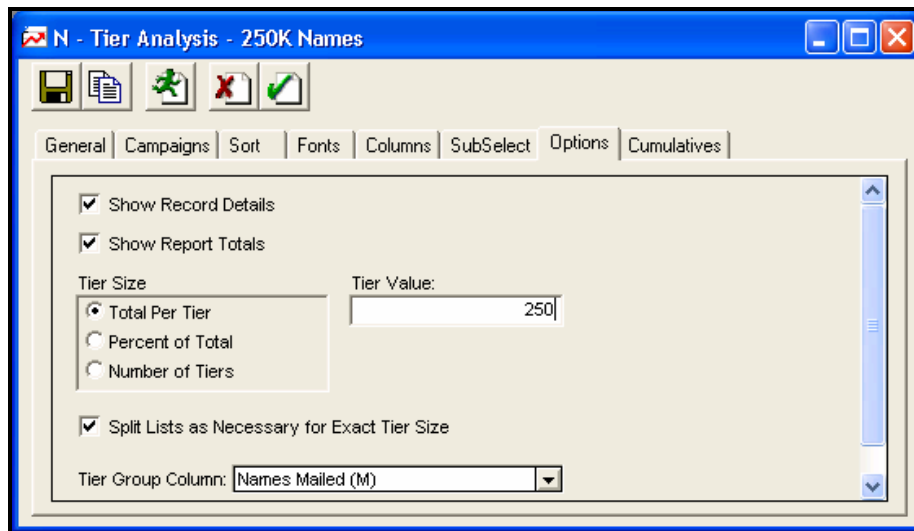 N - Tier Analysis - 250K Names
General Campaigns Sort Fonts Columns SubSelect Options Cumulatives
Show Record Details
Show Report Totals
Tier Size Tier Value:
Total Per Tier 250
Percent of Total
Number of Tiers
Split Lists as Necessary for Exact Tier Size
Tier Group Column: Names Mailed (M)